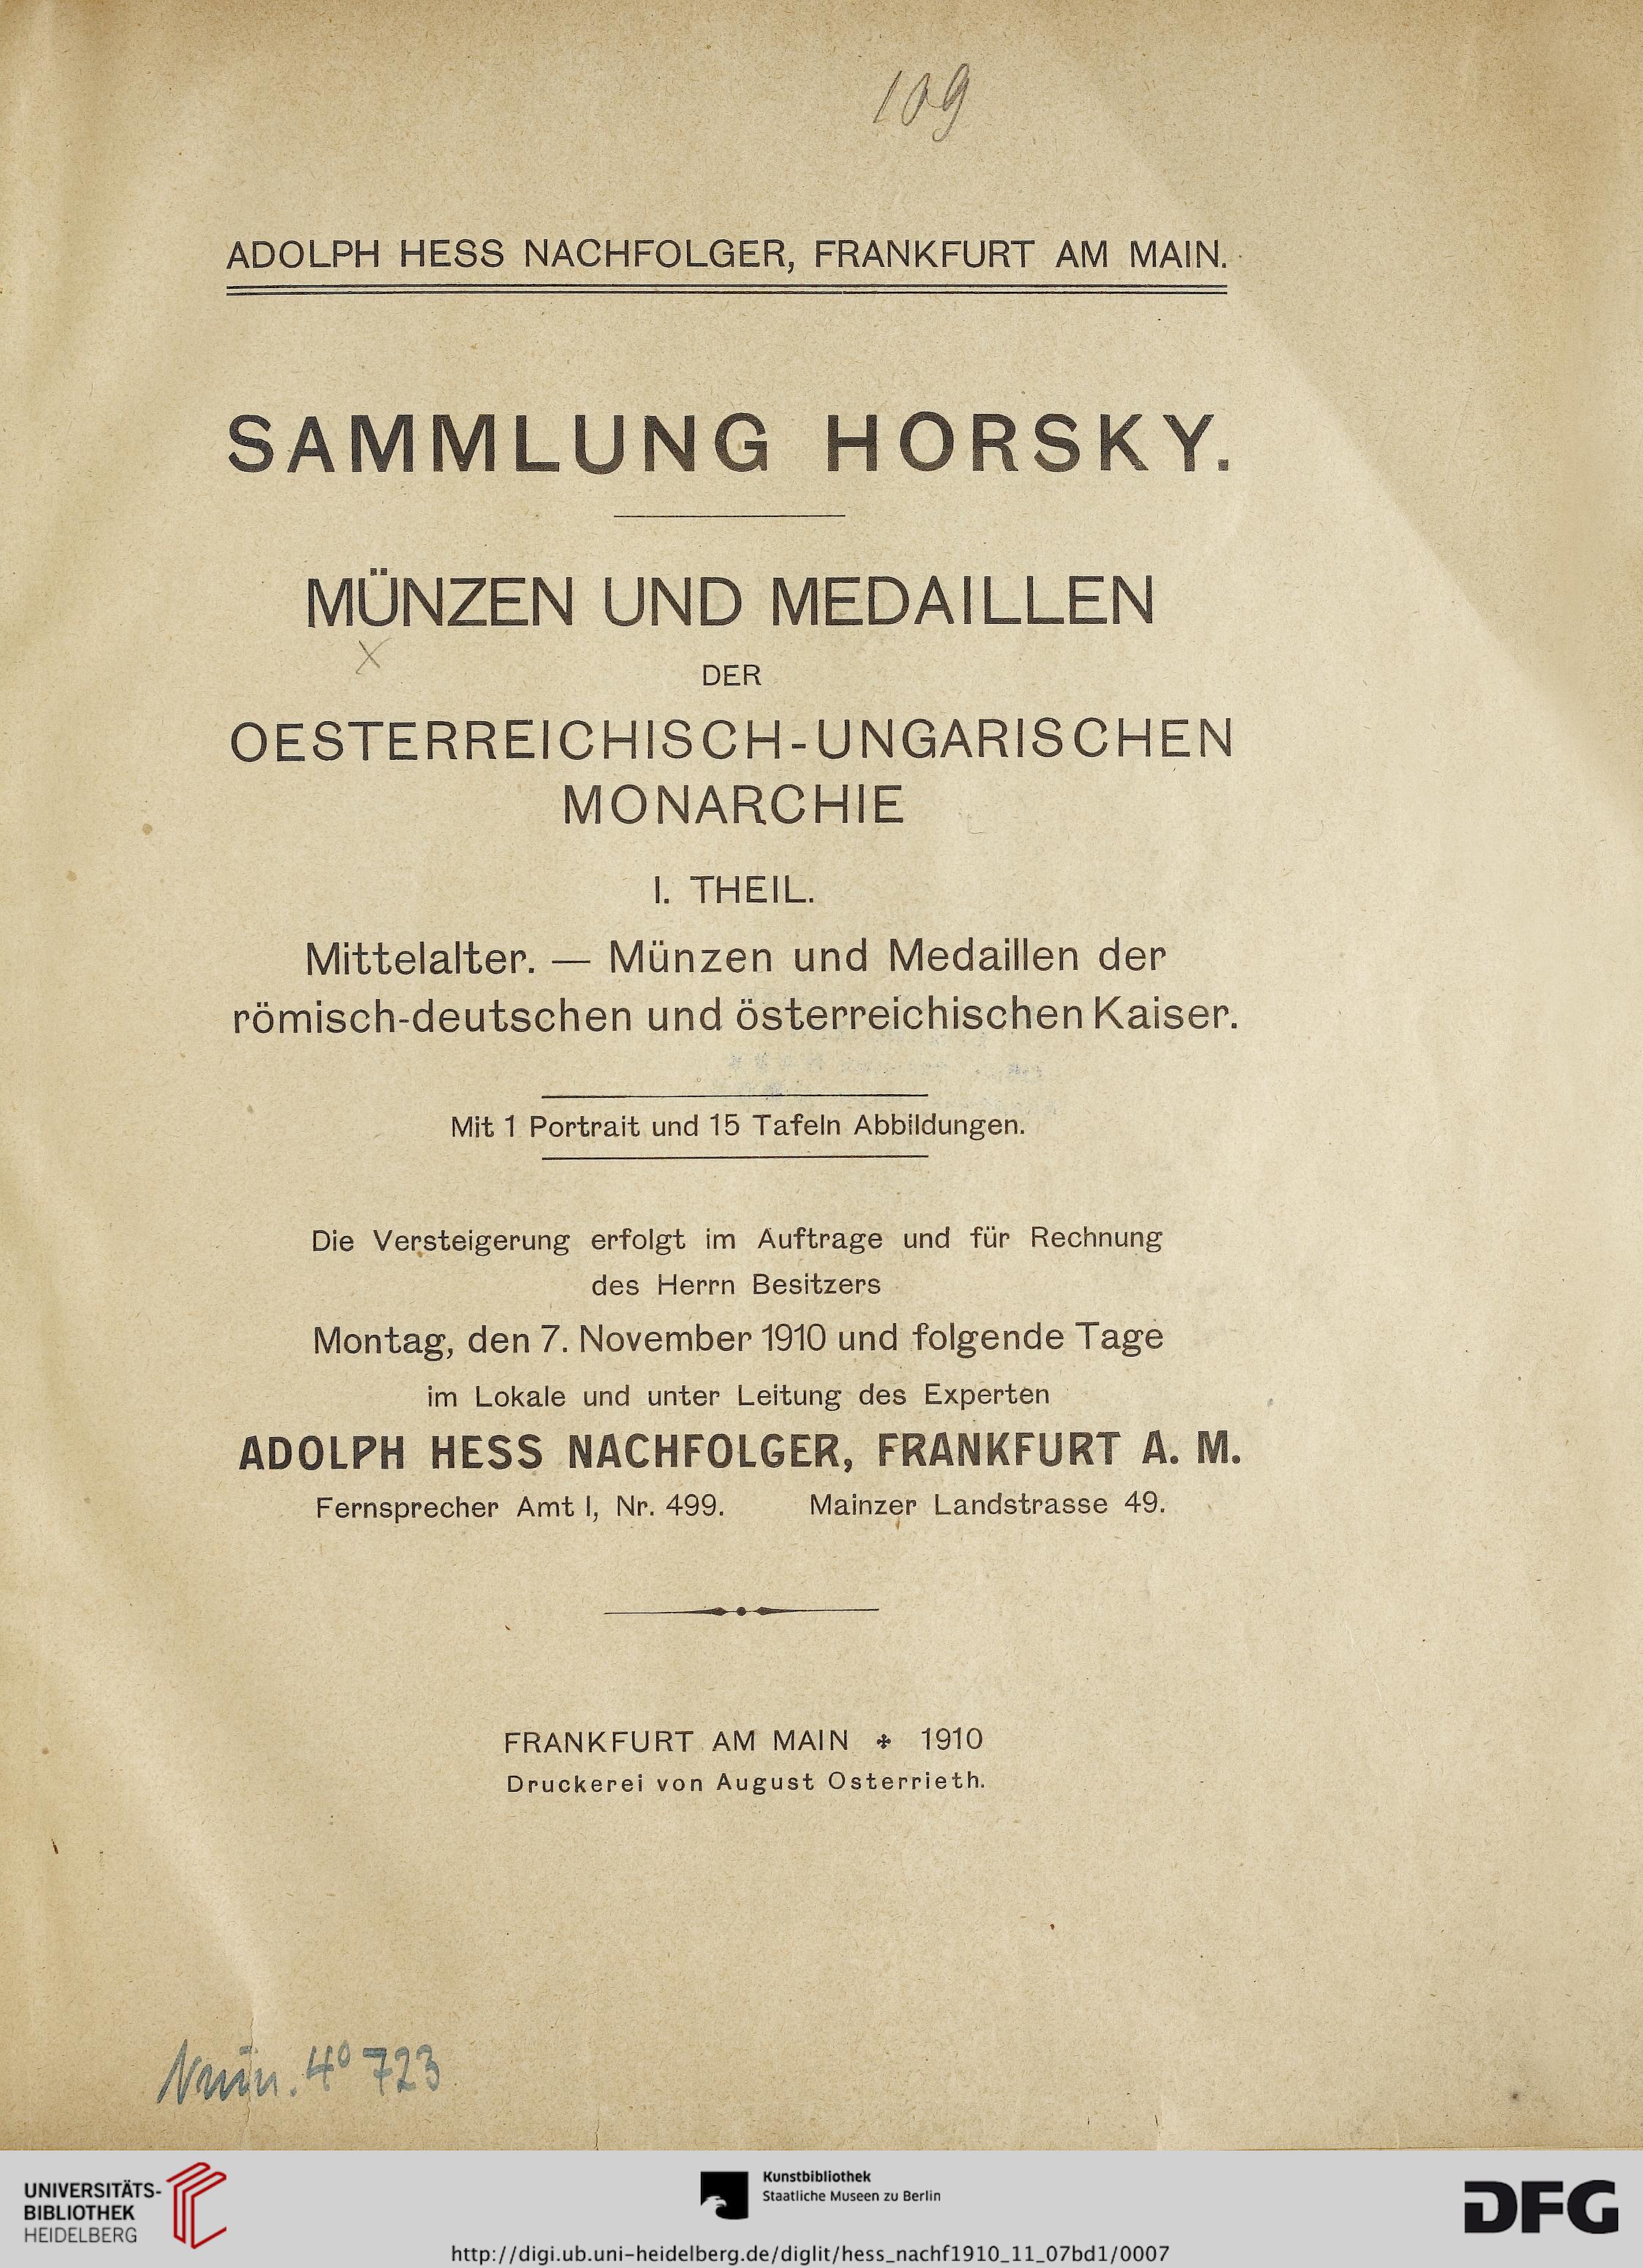 109
ADOLPH HESS NACHFOLGER, FRANKFURT AM MAIN.
SAMMLUNG HORSKY.
MÜNZEN UND MEDAILLEN
x
DER
OESTERREICHISCH-UNGARISCHEN
MONARCHIE
I. THEIL.
Mittelalter. — Münzen und Medaillen der
römisch-deutschen und österreichischen Kaiser.
Mit 1 Portrait und 15 Tafeln Abbildungen.
Die Versteigerung erfolgt im Auftrage und für Rechnung
des Herrn Besitzers
Montag, den 7. November 1910 und folgende Tage
im Lokale und unter Leitung des Experten
ADOLPH HESS NACHFOLGER, FRANKFURT A. M.
Fernsprecher Amt I, Nr. 499. Mainzer Landstrasse 49.
FRANKFURT AM MAIN ✤ 1910
Druckerei von August Osterrieth.
4° 723
UNIVERSITÄTS-
BIBLIOTHEK
HEIDELBERG
Kunstbibliothek
Staatliche Museen zu Berlin
DFG
http://digi.ub.uni-heidelberg.de/diglit/hess_nachf1910_11_07bd1/0007